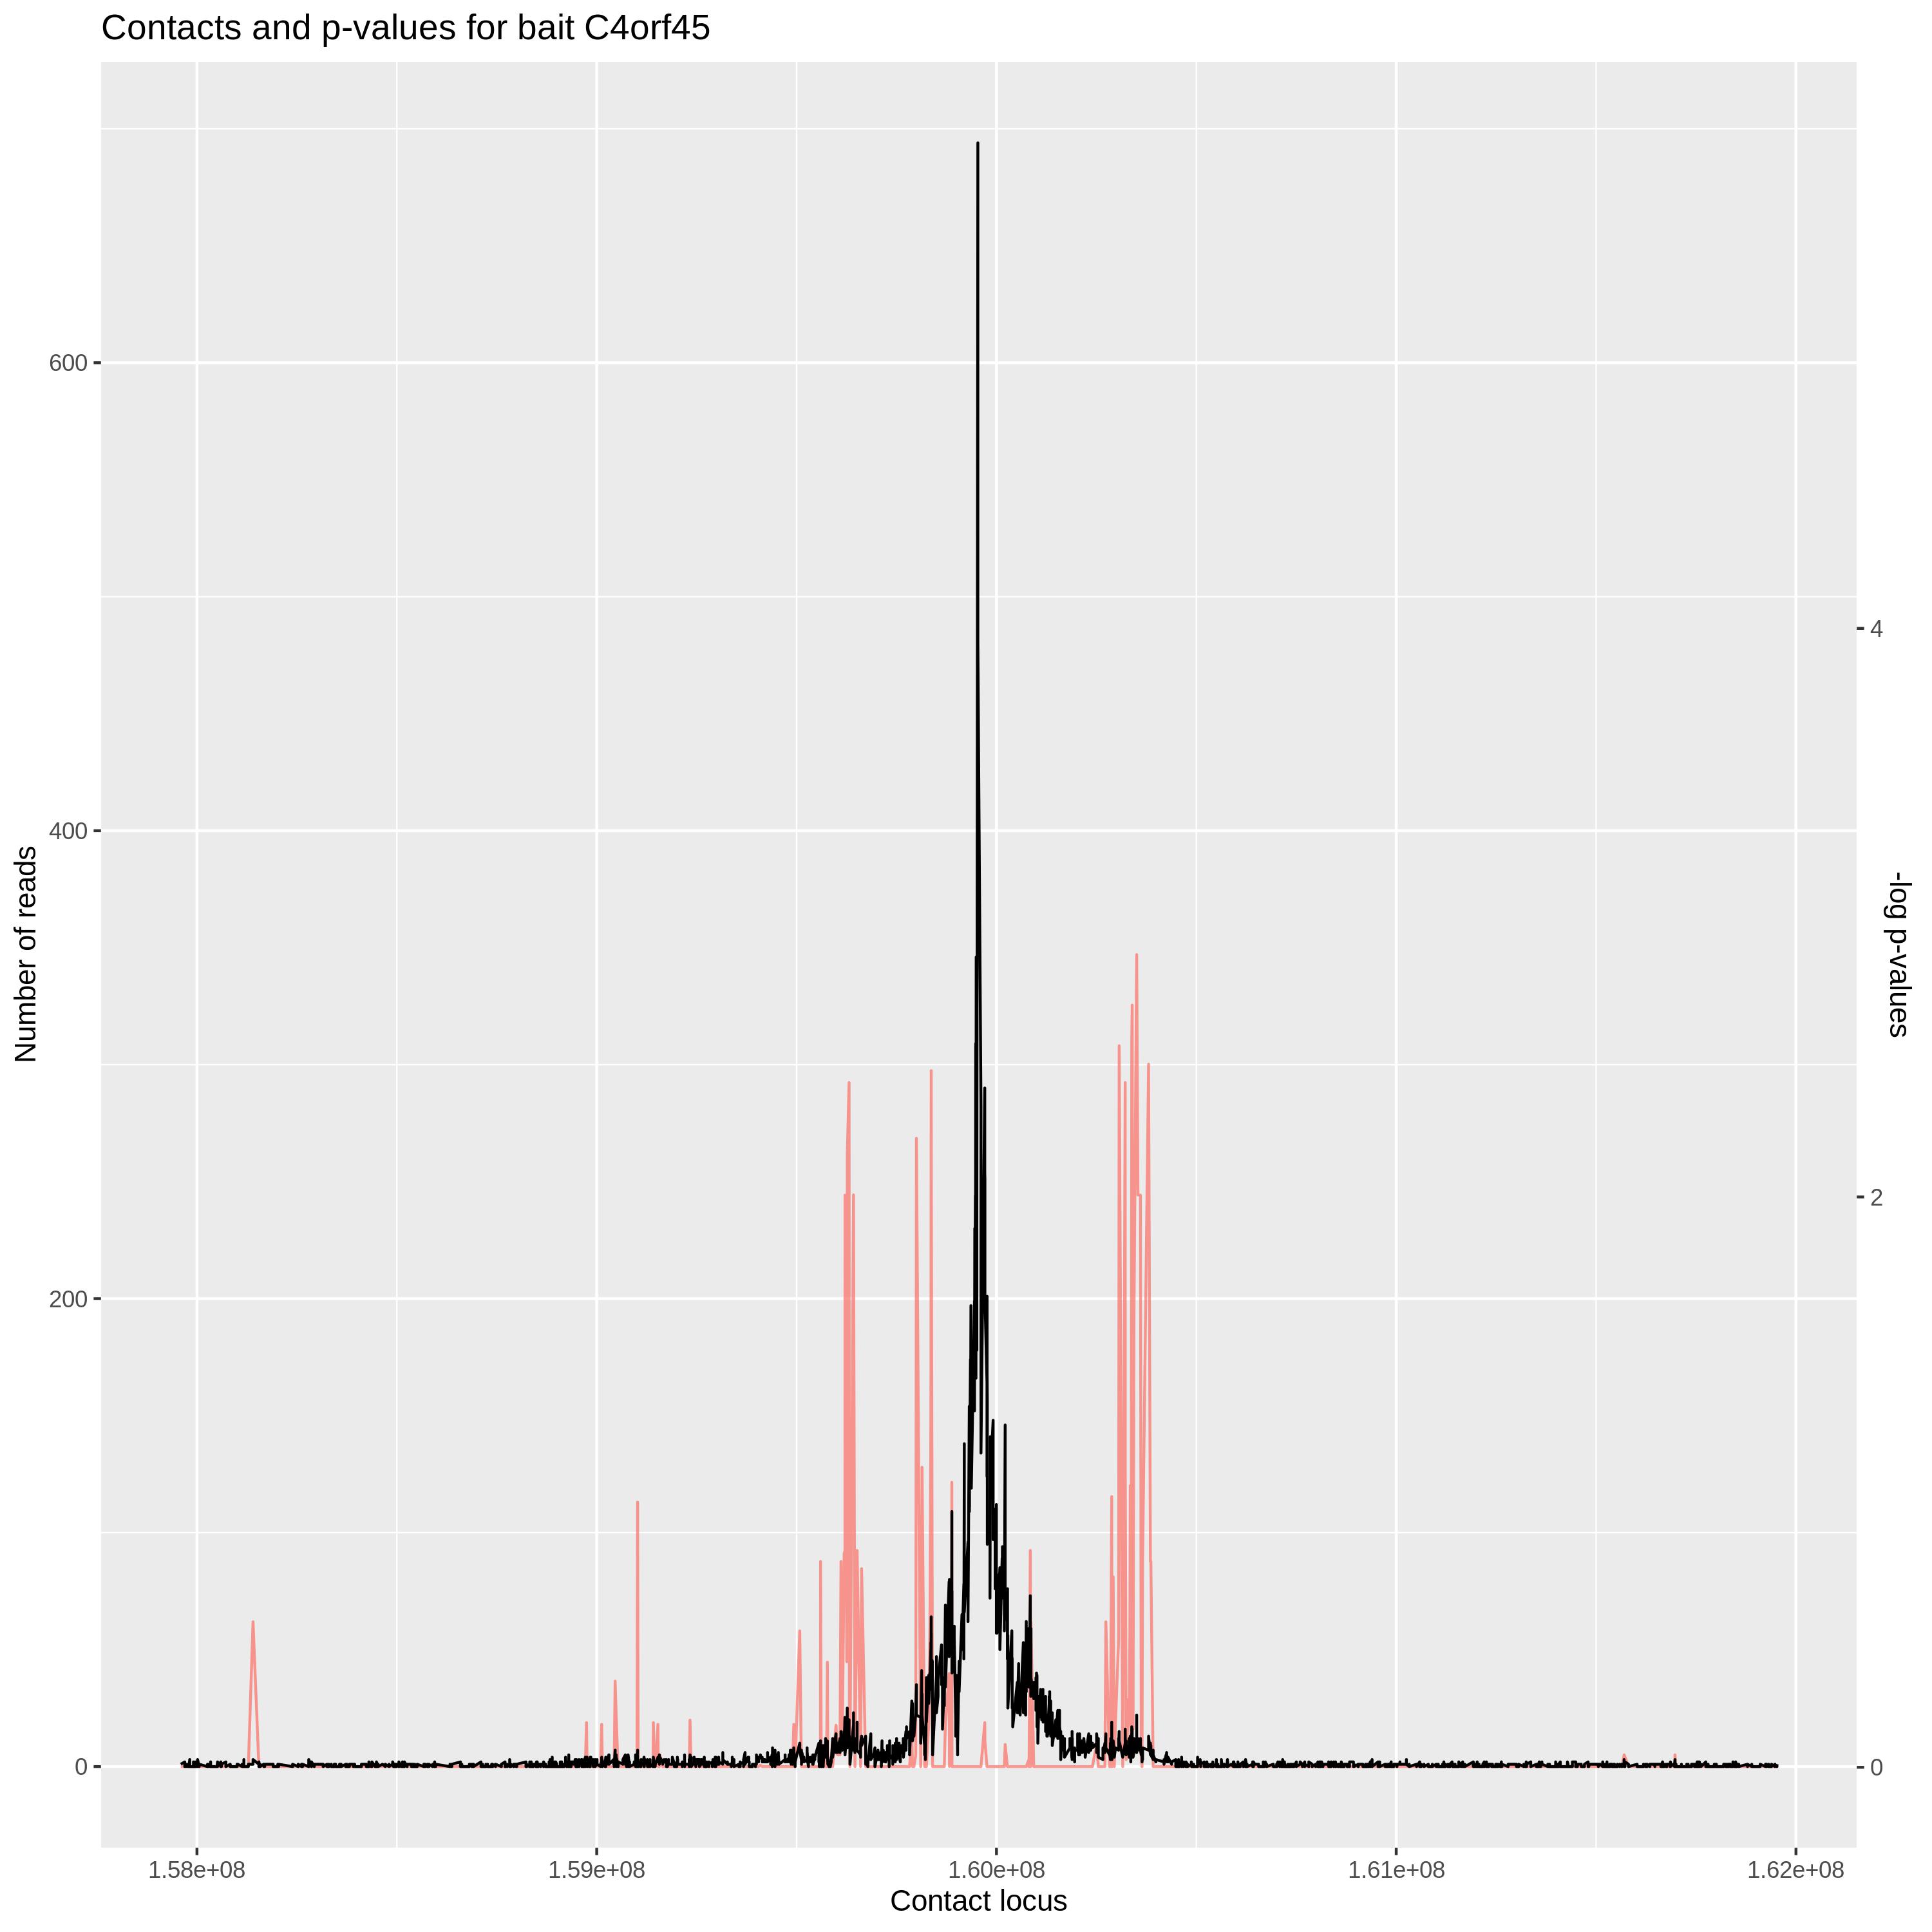 Contacts and p-values for bait C4orf45
600
400
200
0
Number of reads
4
2
0
-log p-values
1.58e+08
1.59e+08
1.60e+08
1.61e+08
1.62e+08
Contact locus